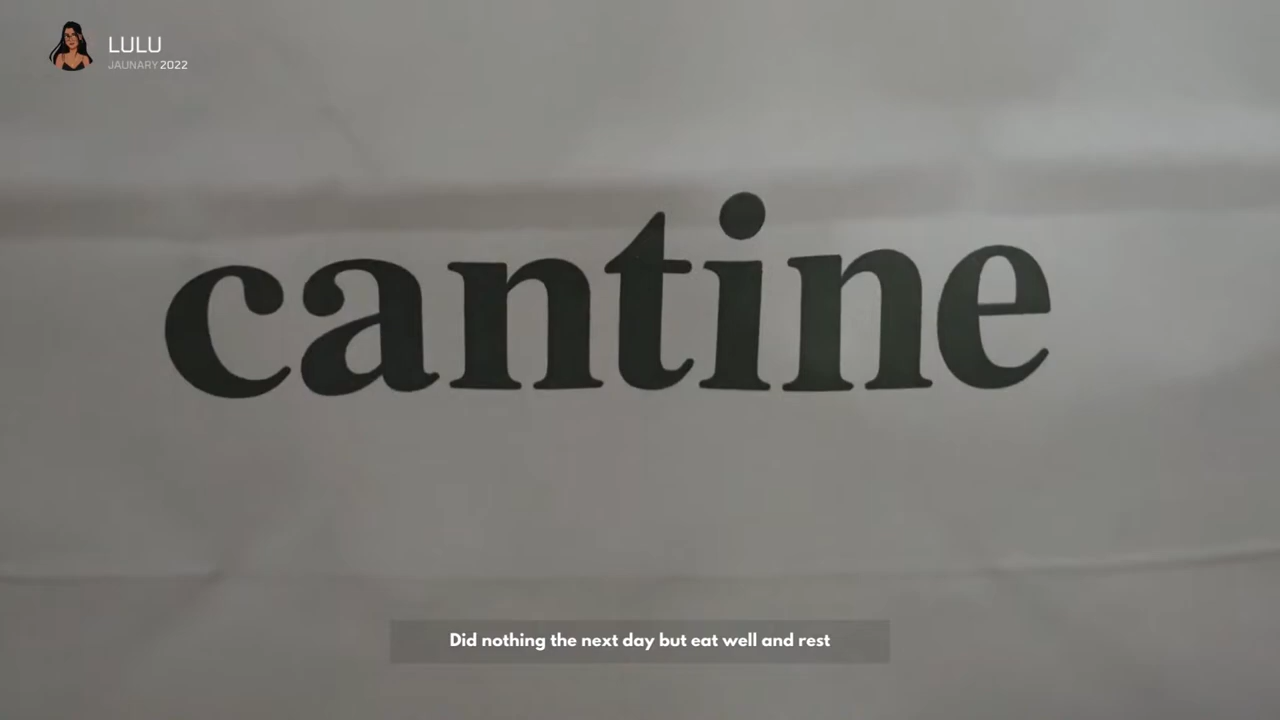 LULU
JAUNARY 2022
cantine
Did nothing the next day but eat well and rest